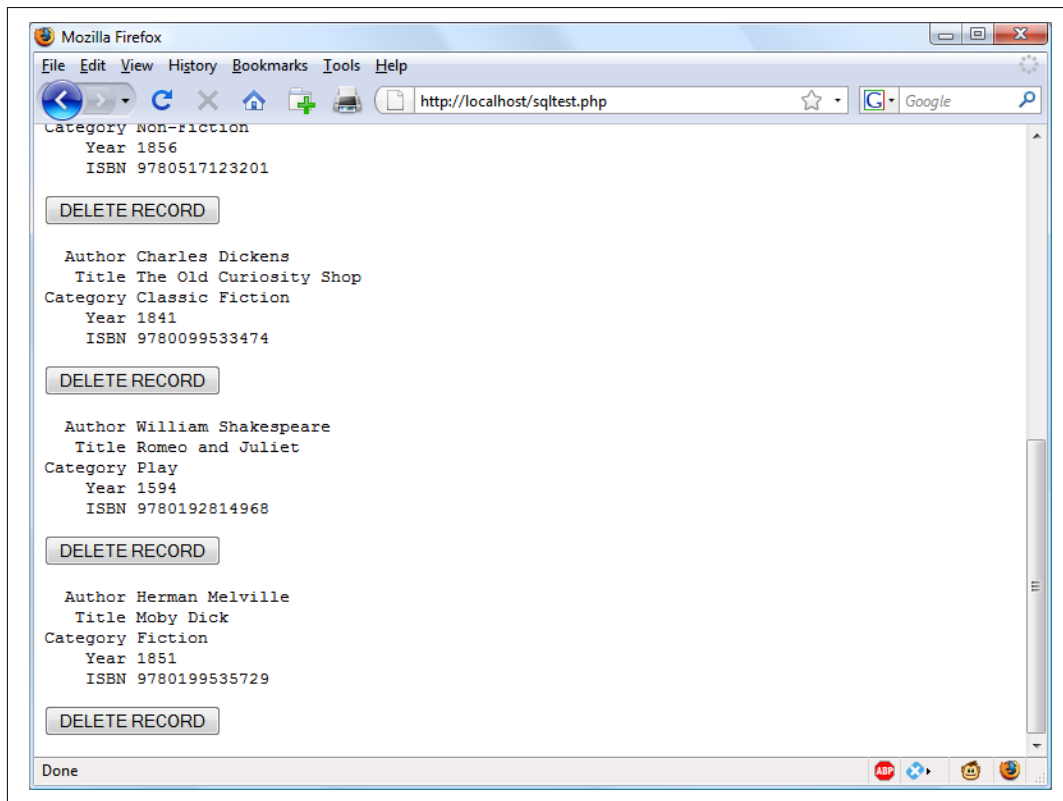 Mozilla Firefox
File Edit View History Bookmarks Tools Help
http://localhost/sqltest.php
G Google
Category Non-Fiction
Year 1856
ISBN 9780517123201
DELETE RECORD
Author Charles Dickens
Title The Old Curiosity Shop
Category Classic Fiction
Year 1841
ISBN 9780099533474
DELETE RECORD
Author William Shakespeare
Title Romeo and Juliet
Category Play
Year 1594
ISBN 9780192814968
DELETE RECORD
Author Herman Melville
Title Moby Dick
Category Fiction
Year 1851
ISBN 9780199535729
DELETE RECORD
Done
ABP